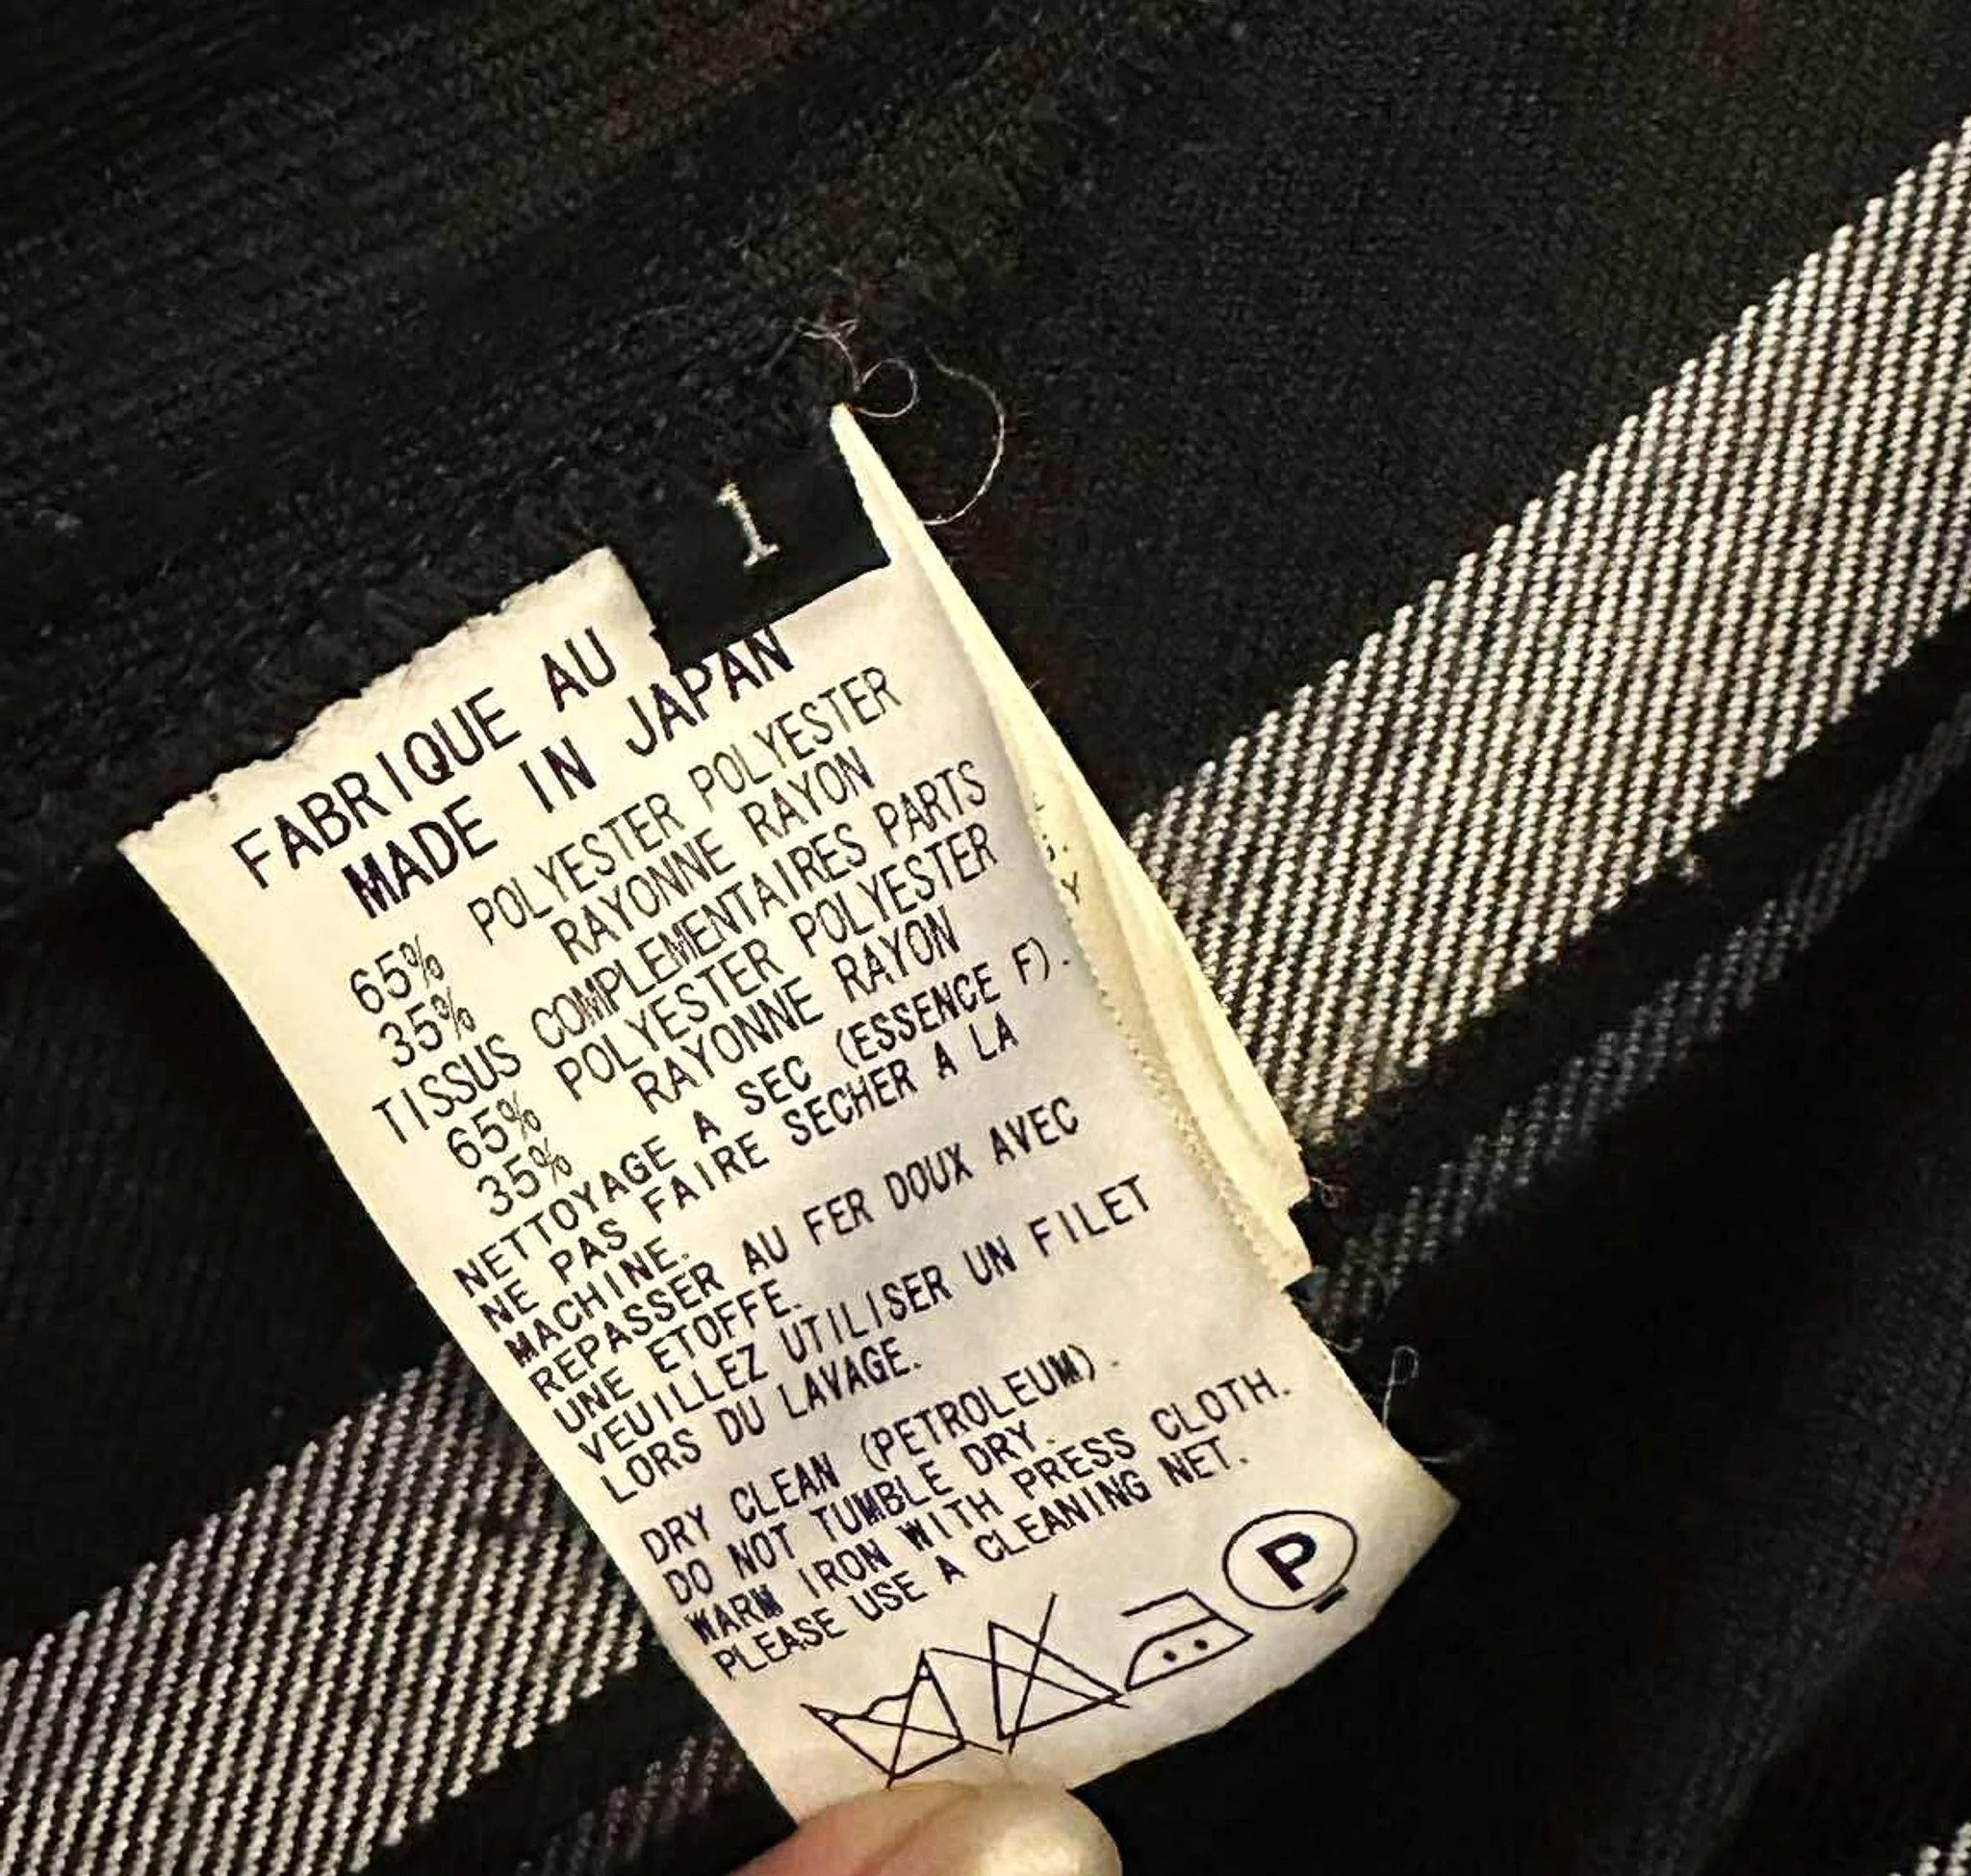 1
FABRIQUE AU
MADE IN JAPAN
65% POLYESTER POLYESTER
35% RAYONNE RAYON
TISSUS COMPLEMENTAIRES PARTS
65% POLYESTER POLYESTER
35% RAYONNE RAYON
NETTOYAGE A SEC (ESSENCE F).
NE PAS FAIRE SECHER A LA
MACHINE.
REPASSER AU FER DOUX AVEC
UNE ETOFFE.
VEUILLEZ UTILISER UN FILET
LORS DU LAVAGE.
DRY CLEAN (PETROLEUM).
DO NOT TUMBLE DRY.
WARM IRON WITH PRESS CLOTH.
PLEASE USE A CLEANING NET.
P